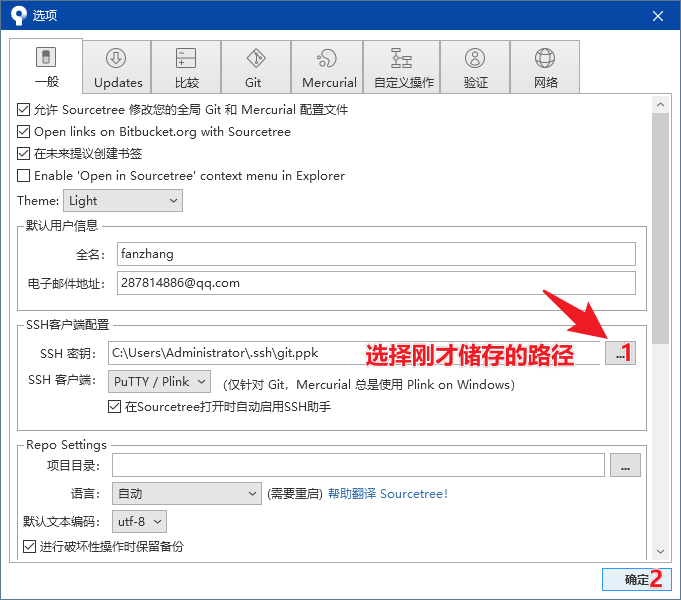 选项
一般
Updates
比较
Git
Mercurial
自定义操作
验证
网络
允许 Sourcetree 修改您的全局 Git 和 Mercurial 配置文件
Open links on Bitbucket.org with Sourcetree
在未来提议创建书签
Enable 'Open in Sourcetree' context menu in Explorer
Theme: Light
默认用户信息
全名: fanzhang
电子邮件地址: 287814886@qq.com
SSH客户端配置
SSH 密钥: C:\Users\Administrator\.ssh\git.ppk 选择刚才储存的路径 ... 1
SSH 客户端: PuTTY / Plink (仅针对 Git，Mercurial 总是使用 Plink on Windows)
在Sourcetree打开时自动启用SSH助手
Repo Settings
项目目录: ...
语言: 自动 (需要重启) 帮助翻译 Sourcetree!
默认文本编码: utf-8
进行破坏性操作时保留备份
确定 2